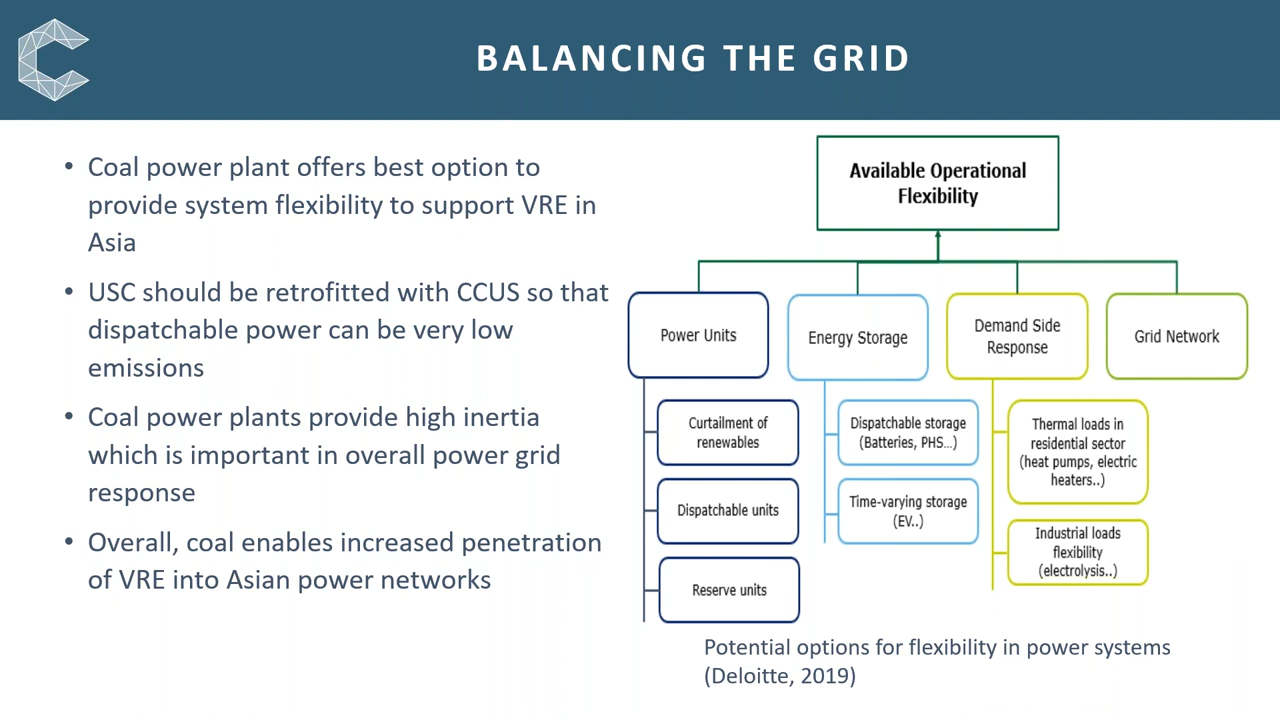 BALANCING THE GRID
• Coal power plant offers best option to
provide system flexibility to support VRE in
Asia
• USC should be retrofitted with CCUS so that
dispatchable power can be very low
emissions
• Coal power plants provide high inertia
which is important in overall power grid
response
• Overall, coal enables increased penetration
of VRE into Asian power networks
Available Operational
Flexibility
Power Units
Curtailment of
renewables
Dispatchable units
Reserve units
Energy Storage
Dispatchable storage
(Batteries, PHS...)
Time-varying storage
(EV..)
Demand Side
Response
Thermal loads in
residential sector
(heat pumps, electric
heaters..)
Industrial loads
flexibility
(electrolysis..)
Grid Network
Potential options for flexibility in power systems
(Deloitte, 2019)